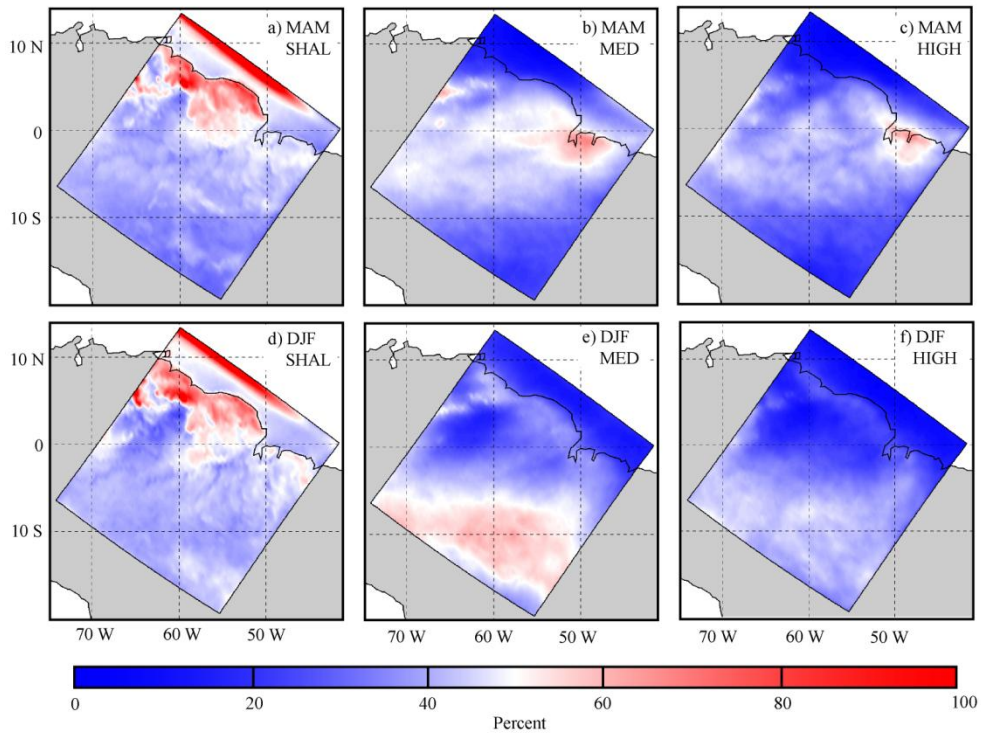 a) MAM
SHAL
b) MAM
MED
c) MAM
HIGH
10 N
0
10 S
d) DJF
SHAL
e) DJF
MED
f) DJF
HIGH
10 N
0
10 S
70 W 60 W 50 W
70 W 60 W 50 W
70 W 60 W 50 W
0 20 40 60 80 100
Percent